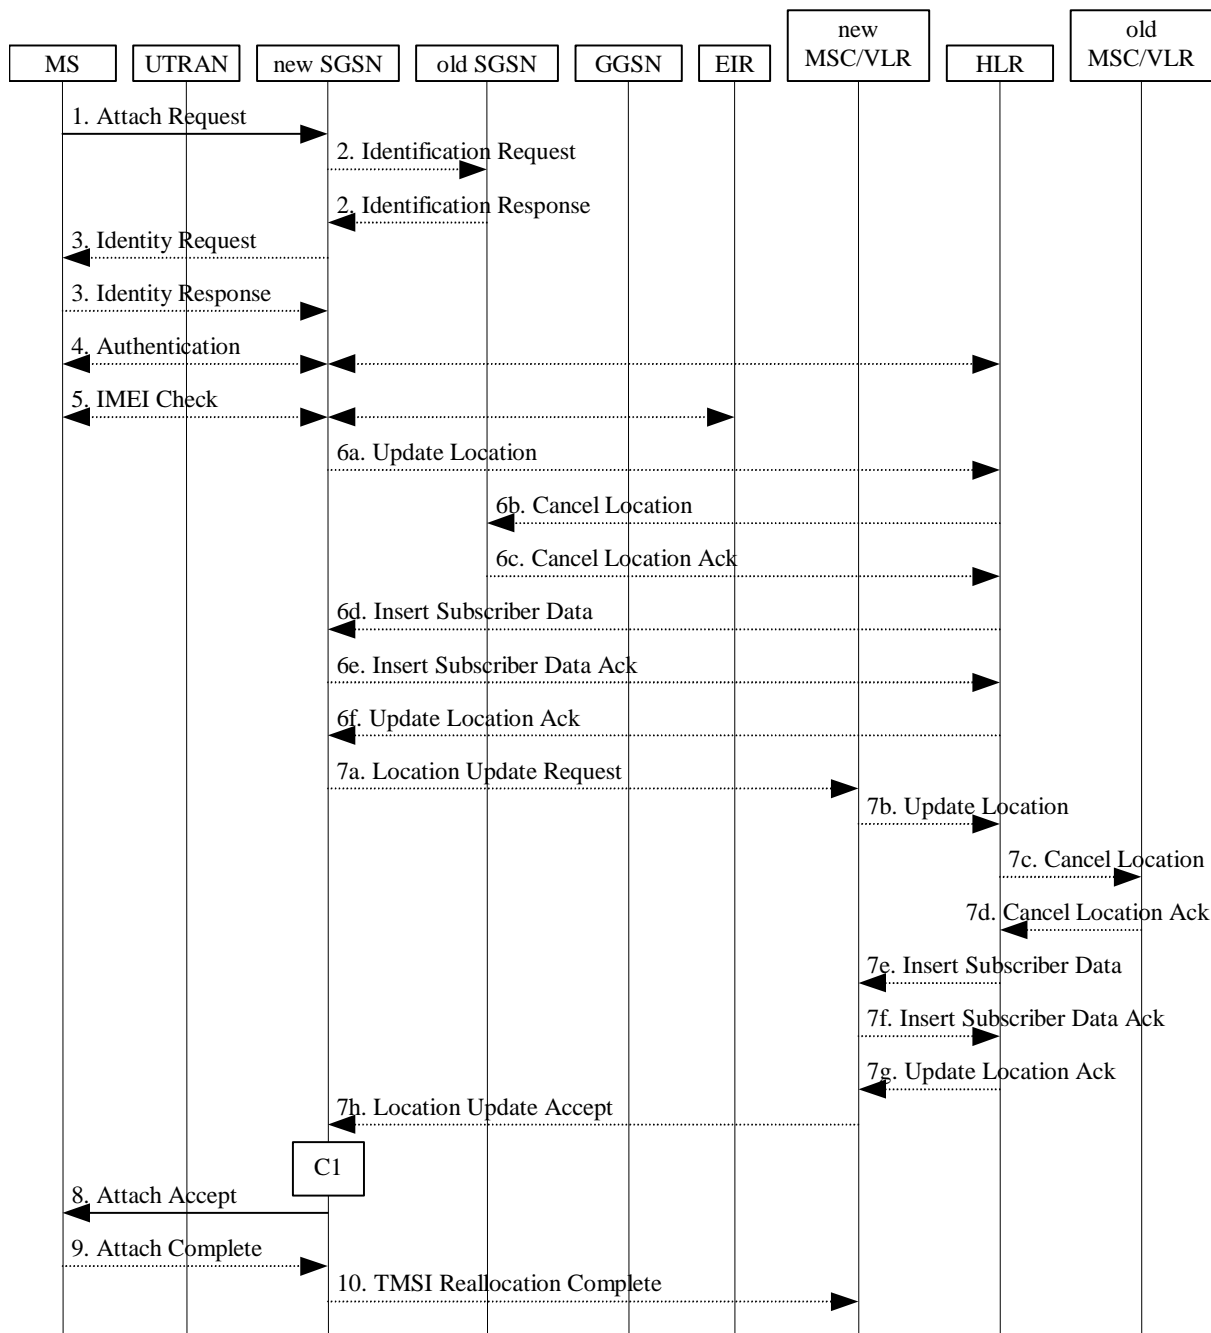 MS
UTRAN
new SGSN
old SGSN
GGSN
EIR
new
MSC/VLR
HLR
old
MSC/VLR
1. Attach Request
2. Identification Request
2. Identification Response
3. Identity Request
3. Identity Response
4. Authentication
5. IMEI Check
6a. Update Location
6b. Cancel Location
6c. Cancel Location Ack
6d. Insert Subscriber Data
6e. Insert Subscriber Data Ack
6f. Update Location Ack
7a. Location Update Request
7b. Update Location
7c. Cancel Location
7d. Cancel Location Ack
7e. Insert Subscriber Data
7f. Insert Subscriber Data Ack
7g. Update Location Ack
7h. Location Update Accept
C1
8. Attach Accept
9. Attach Complete
10. TMSI Reallocation Complete